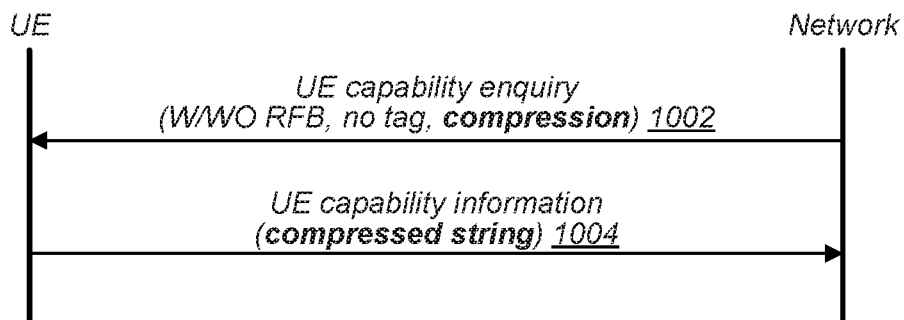 UE
Network
UE capability enquiry
(W/WO RFB, no tag, compression) 1002
UE capability information
(compressed string) 1004